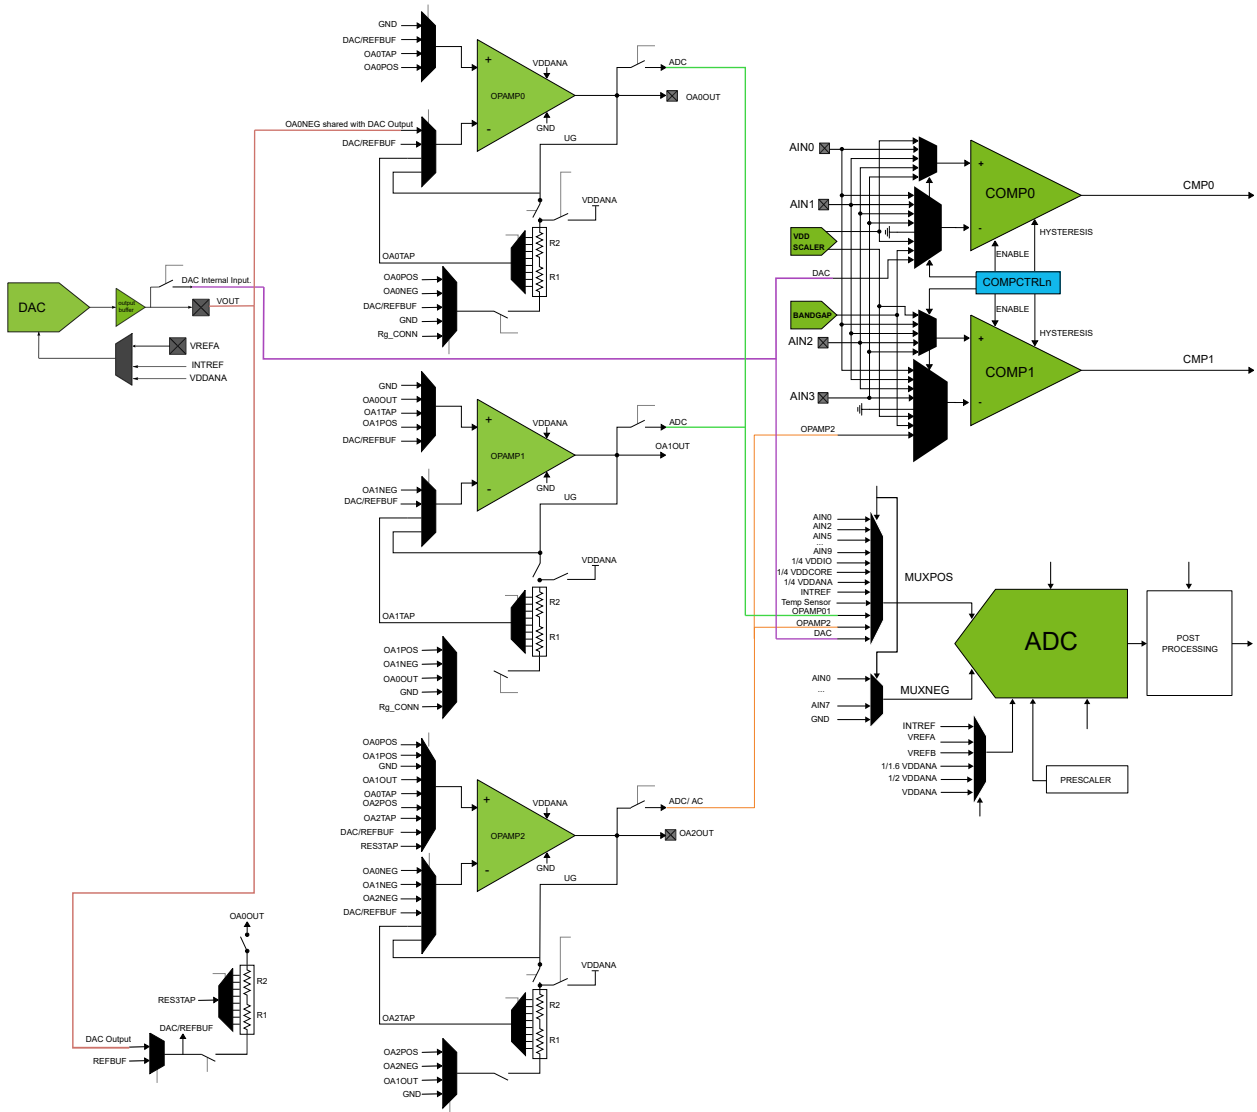 GND
DAC/REFBUF
OA0TAP
OA0POS
+
-
OPAMP0
VDDANA
GND
ADC
OA0OUT
UG
OA0NEG shared with DAC Output
DAC/REFBUF
VDDANA
R2
R1
OA0TAP
OA0POS
OA0NEG
DAC/REFBUF
GND
Rg_CONN
DAC
output
buffer
DAC Internal Input.
VOUT
VREFA
INTREF
VDDANA
GND
OA0OUT
OA1TAP
OA1POS
DAC/REFBUF
+
-
OPAMP1
VDDANA
GND
ADC
OA1OUT
UG
OA1NEG
DAC/REFBUF
VDDANA
R2
R1
OA1TAP
OA1POS
OA1NEG
OA0OUT
GND
Rg_CONN
OA0POS
OA1POS
GND
OA1OUT
OA0TAP
OA2POS
OA2TAP
DAC/REFBUF
RES3TAP
+
-
OPAMP2
VDDANA
GND
ADC/ AC
OA2OUT
UG
OA0NEG
OA1NEG
OA2NEG
DAC/REFBUF
VDDANA
R2
R1
OA2TAP
OA2POS
OA2NEG
OA1OUT
GND
OA0OUT
R2
RES3TAP
R1
DAC/REFBUF
DAC Output
REFBUF
AIN0
AIN1
VDD
SCALER
DAC
BANDGAP
AIN2
AIN3
OPAMP2
+
-
COMP0
CMP0
HYSTERESIS
ENABLE
COMPCTRLn
ENABLE
HYSTERESIS
+
-
COMP1
CMP1
AIN0
AIN2
AIN5
...
AIN9
1/4 VDDIO
1/4 VDDCORE
1/4 VDDANA
INTREF
Temp Sensor
OPAMP01
OPAMP2
DAC
MUXPOS
AIN0
...
AIN7
GND
MUXNEG
ADC
POST
PROCESSING
INTREF
VREFA
VREFB
1/1.6 VDDANA
1/2 VDDANA
VDDANA
PRESCALER